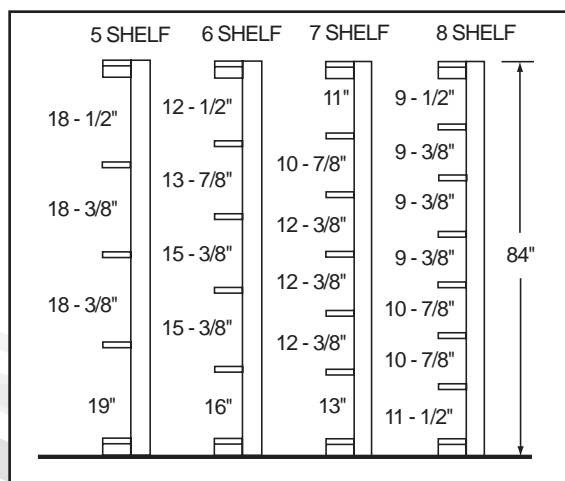 5 SHELF 6 SHELF 7 SHELF 8 SHELF
18 - 1/2" 12 - 1/2" 11" 9 - 1/2"
13 - 7/8" 10 - 7/8" 9 - 3/8"
18 - 3/8" 12 - 3/8" 9 - 3/8"
15 - 3/8" 12 - 3/8" 9 - 3/8" 84"
18 - 3/8" 15 - 3/8" 12 - 3/8" 10 - 7/8"
10 - 7/8"
19" 16" 13" 11 - 1/2"